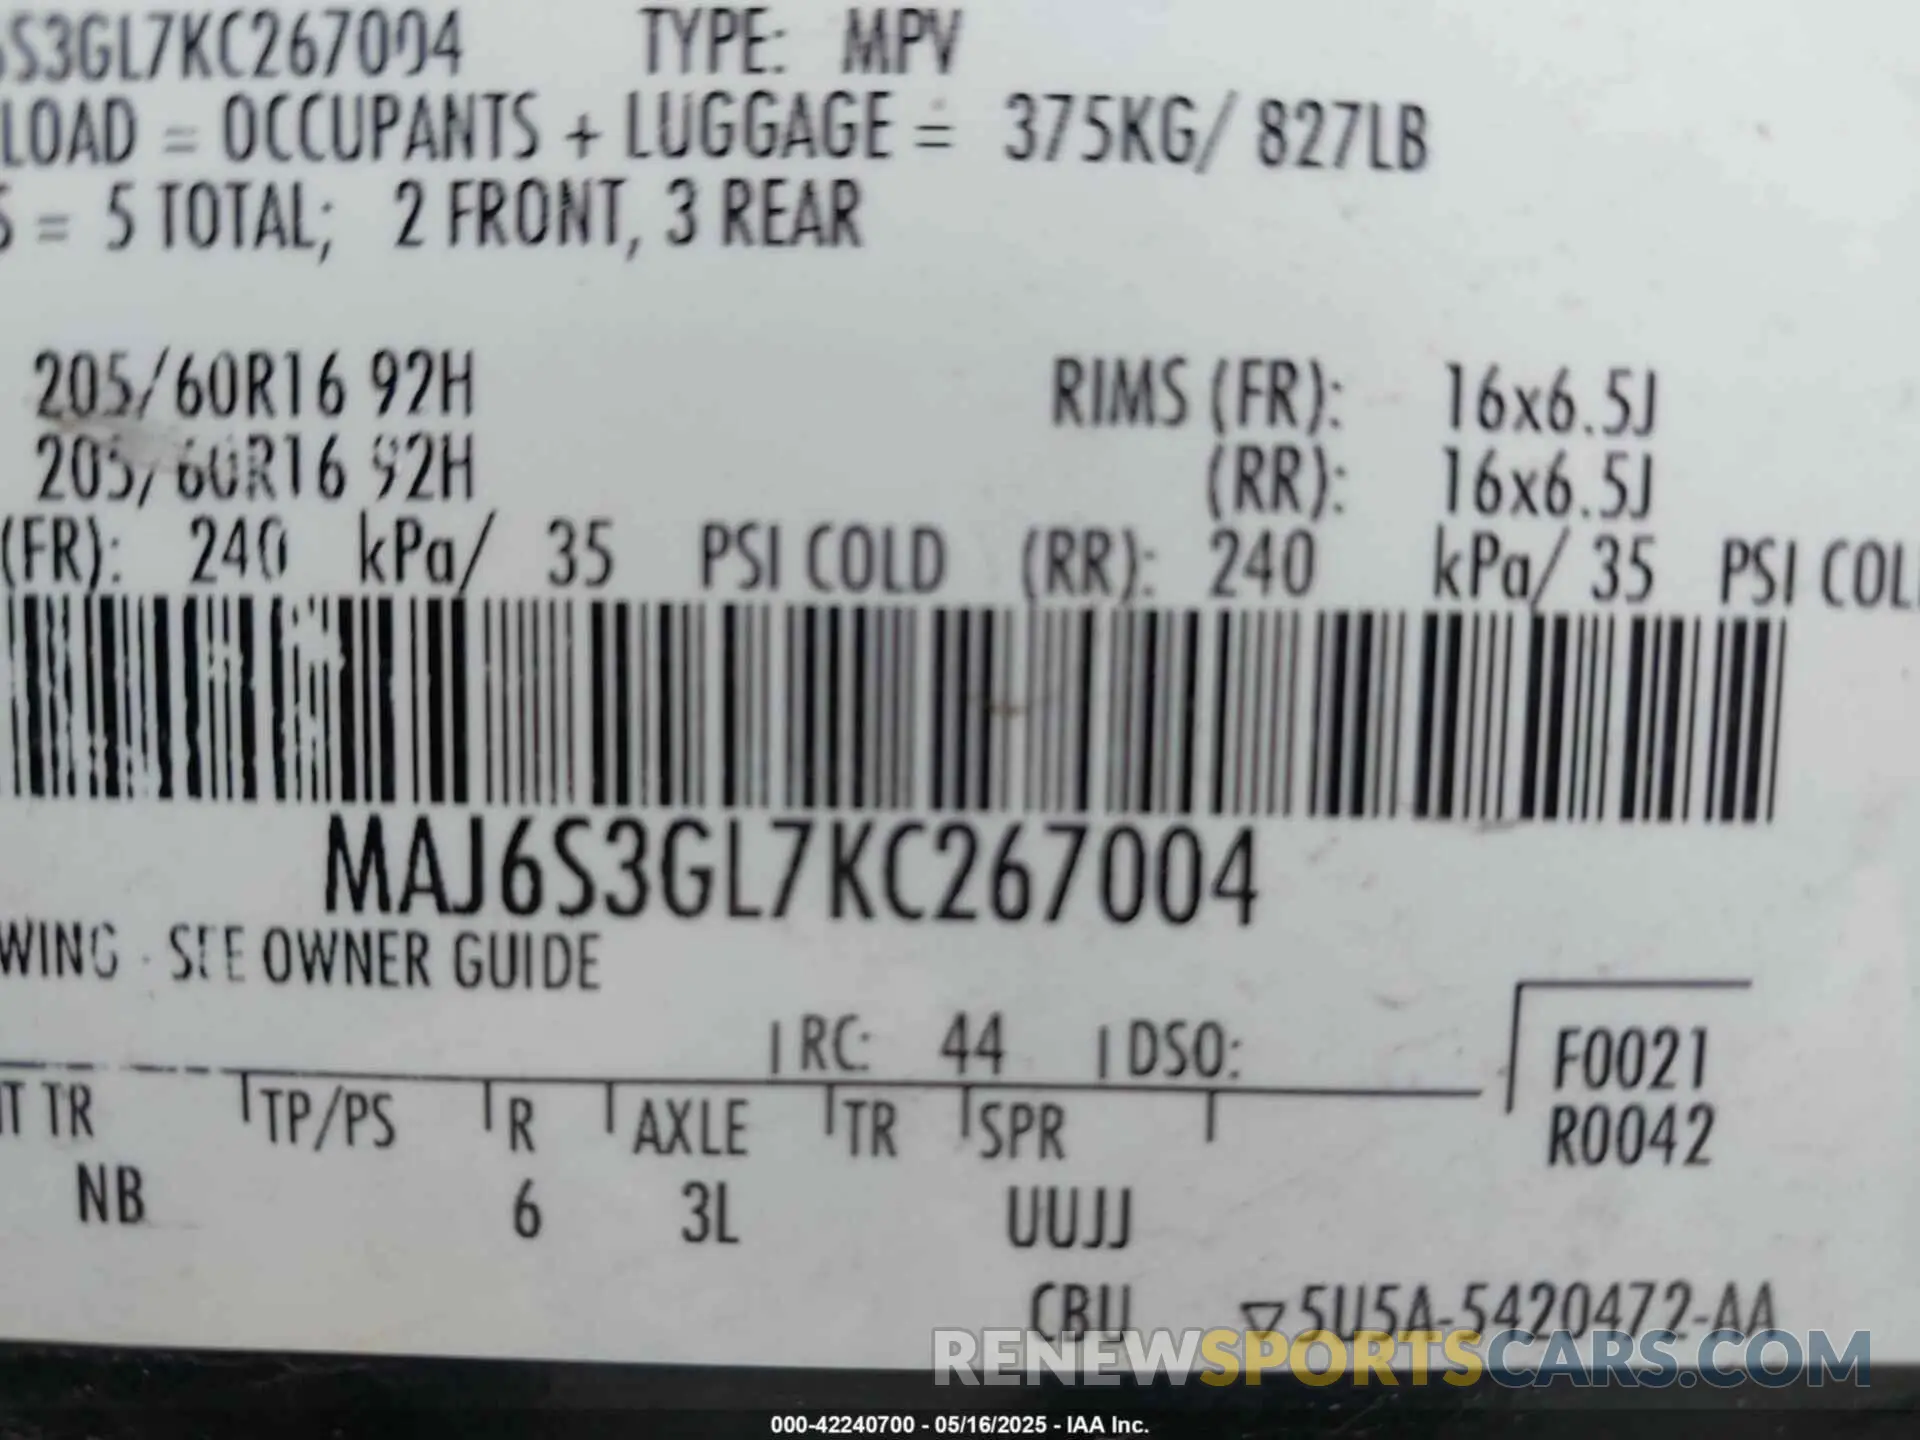 6S3GL7KC267004 TYPE: MPV
LOAD = OCCUPANTS + LUGGAGE = 375KG/ 827LB
S = 5 TOTAL; 2 FRONT, 3 REAR
205/60R16 92H RIMS (FR): 16x6.5J
205/60R16 92H (RR): 16x6.5J
(FR): 240 kPa/ 35 PSI COLD (RR): 240 kPa/ 35 PSI COL
MAJ6S3GL7KC267004
WING - SEE OWNER GUIDE
RC: 44 DSO:
F0021
R0042
T TR TP/PS R AXLE TR SPR
NB 6 3L UUJJ
CBU ▽5U5A-5420472-AA
RENEWSPORTSCARS.COM
000-42240700 - 05/16/2025 - IAA Inc.